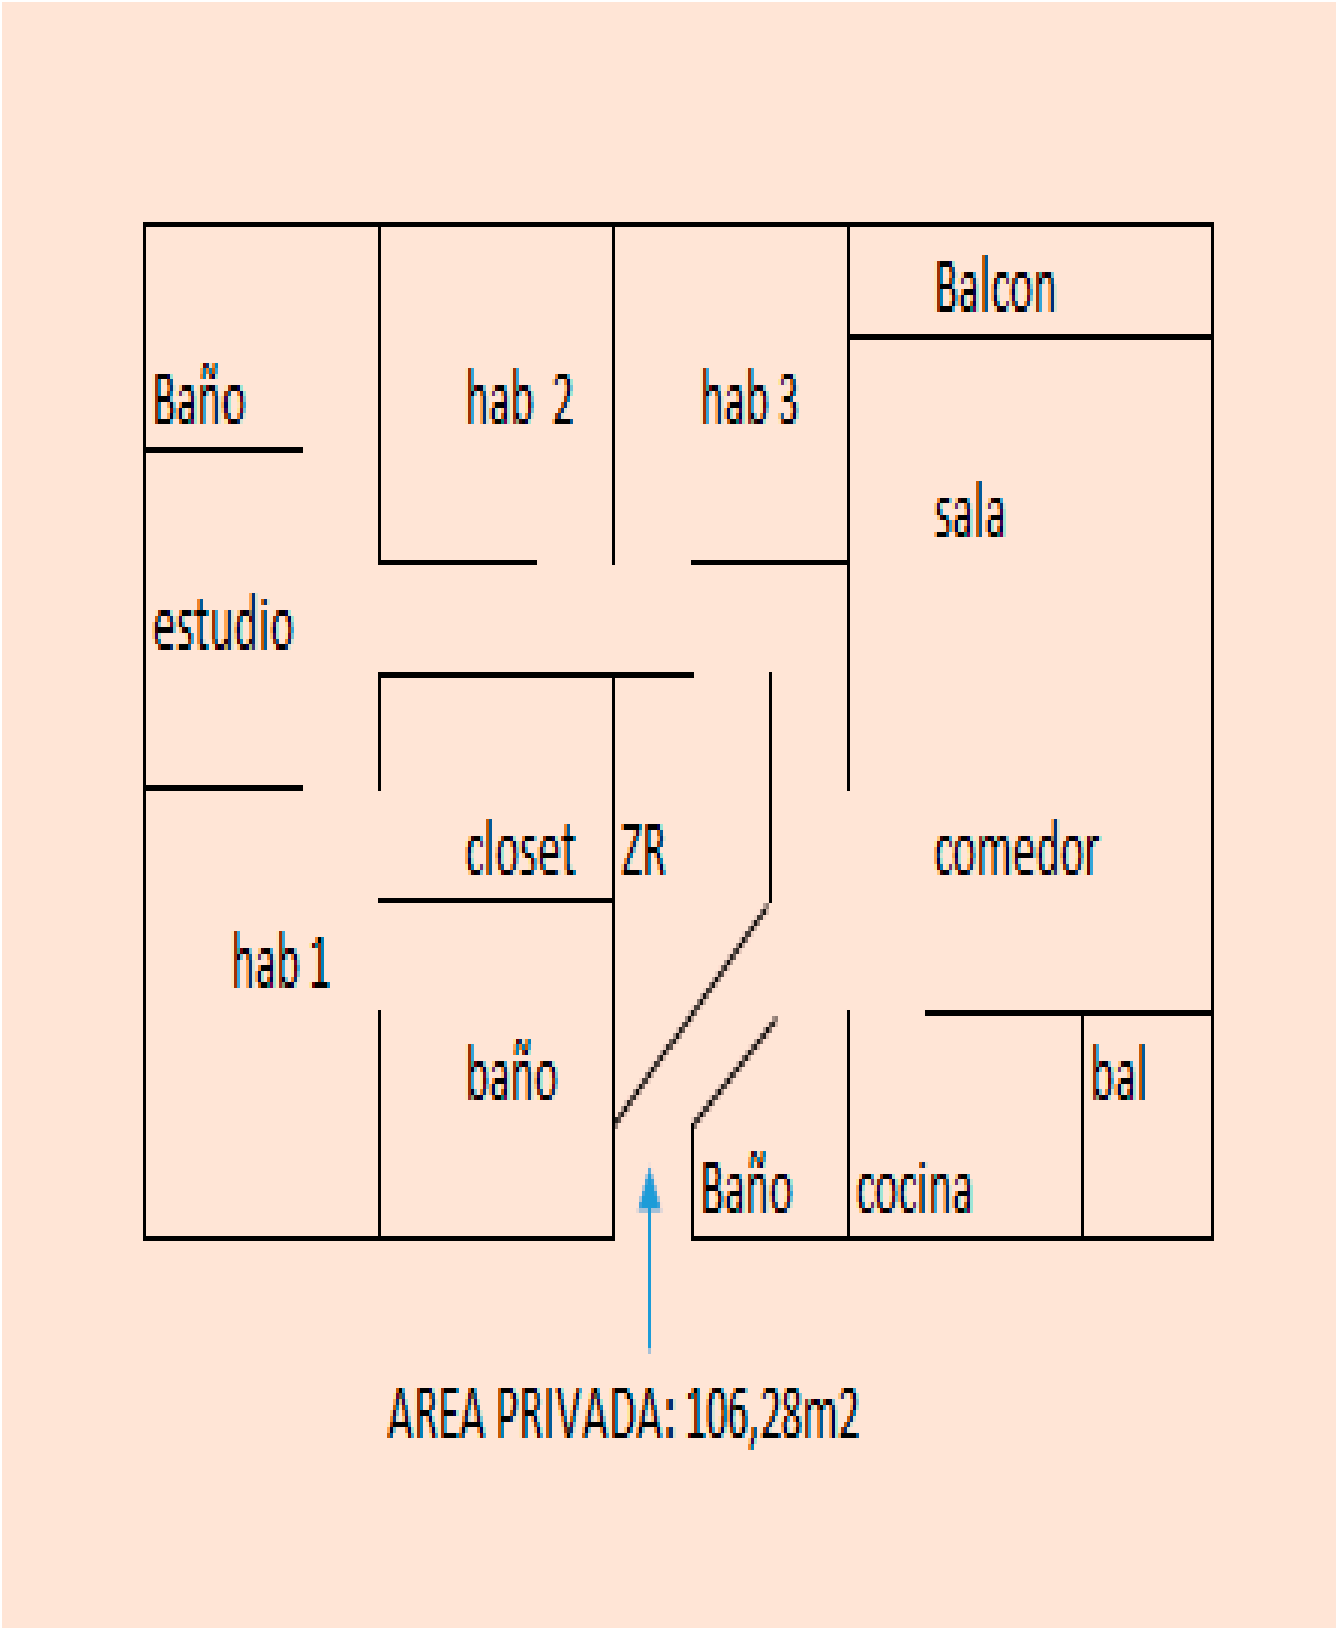 Balcon
Baño
hab 2
hab 3
sala
estudio
closet
ZR
comedor
hab 1
baño
bal
Baño
cocina
AREA PRIVADA: 106,28m2